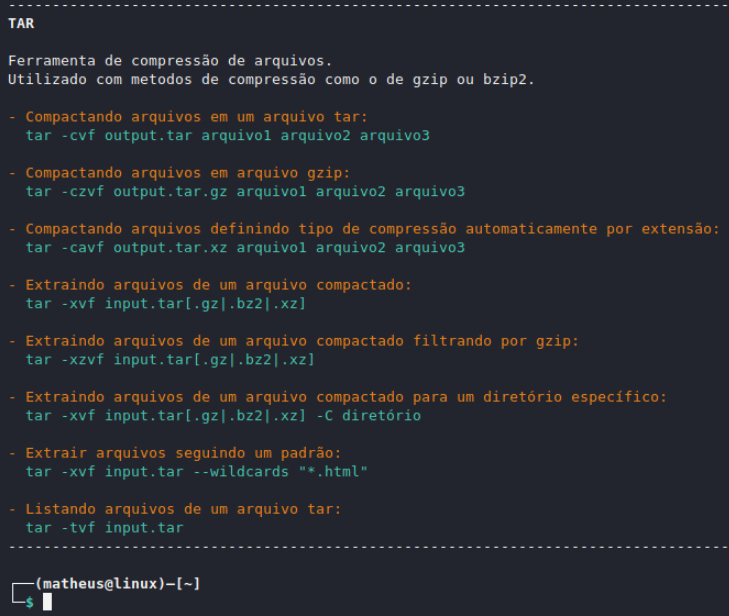 TAR
Ferramenta de compressão de arquivos.
Utilizado com metodos de compressão como o de gzip ou bzip2.
- Compactando arquivos em um arquivo tar:
tar -cvf output.tar arquivo1 arquivo2 arquivo3
- Compactando arquivos em arquivo gzip:
tar -czvf output.tar.gz arquivo1 arquivo2 arquivo3
- Compactando arquivos definindo tipo de compressão automaticamente por extensão:
tar -cavf output.tar.xz arquivo1 arquivo2 arquivo3
- Extraindo arquivos de um arquivo compactado:
tar -xvf input.tar[.gz|.bz2|.xz]
- Extraindo arquivos de um arquivo compactado filtrando por gzip:
tar -xzvf input.tar[.gz|.bz2|.xz]
- Extraindo arquivos de um arquivo compactado para um diretório específico:
tar -xvf input.tar[.gz|.bz2|.xz] -C diretório
- Extrair arquivos seguindo um padrão:
tar -xvf input.tar --wildcards "*.html"
- Listando arquivos de um arquivo tar:
tar -tvf input.tar
┌──(matheus@linux)-[~]
└─$